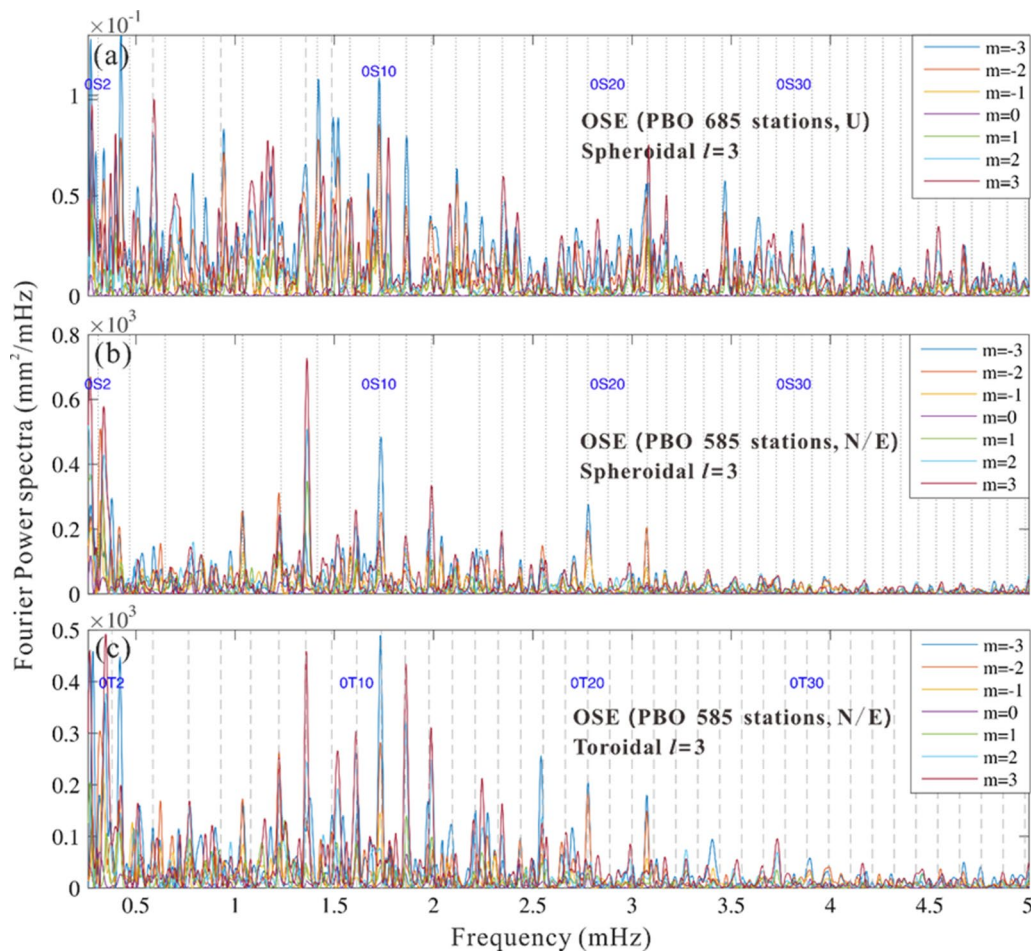 ×10⁻¹
(a)
0S2 0S10 0S20 0S30
OSE (PBO 685 stations, U)
Spheroidal l=3
m=-3
m=-2
m=-1
m=0
m=1
m=2
m=3
1
0.5
0
×10³
(b)
0S2 0S10 0S20 0S30
OSE (PBO 585 stations, N/E)
Spheroidal l=3
m=-3
m=-2
m=-1
m=0
m=1
m=2
m=3
0.8
0.6
0.4
0.2
0
Fourier Power spectra (mm²/mHz)
×10³
(c)
0T2 0T10 0T20 0T30
OSE (PBO 585 stations, N/E)
Toroidal l=3
m=-3
m=-2
m=-1
m=0
m=1
m=2
m=3
0.5
0.4
0.3
0.2
0.1
0
0.5 1 1.5 2 2.5 3 3.5 4 4.5 5
Frequency (mHz)